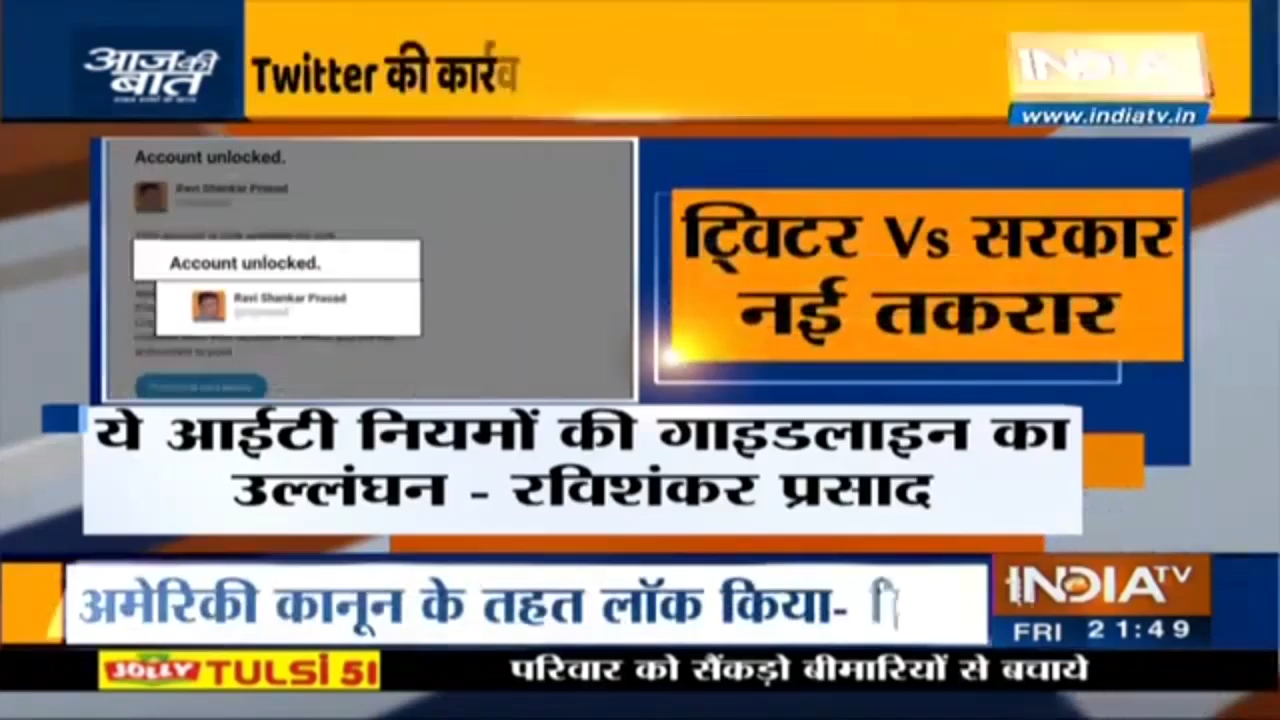 आज की
बात
Twitter की कार्रव
INDIA
www.indiatv.in
Account unlocked.
Ravi Shankar Prasad
Account unlocked.
Ravi Shankar Prasad
ट्विटर Vs सरकार
नई तकरार
ये आईटी नियमों की गाइडलाइन का
उल्लंघन - रविशंकर प्रसाद
अमेरिकी कानून के तहत लॉक किया-
INDIA TV
FRI 21:49
JOLLY TULSI 51
परिवार को सैंकड़ो बीमारियों से बचाये